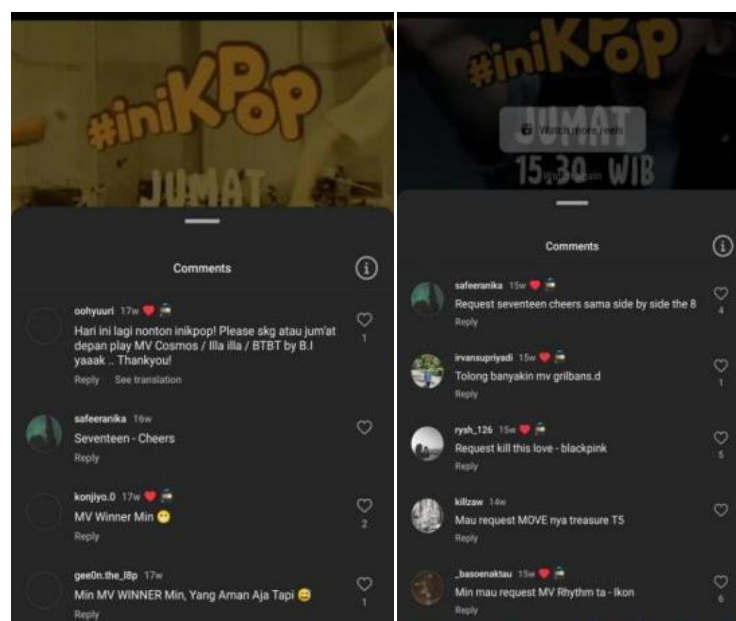 #iniKPop
JUMAT
Comments
oohyuuri 17w
Hari ini lagi nonton inikpop! Please skg atau jum'at
depan play MV Cosmos / Illa illa / BTBT by B.I
yaaak .. Thankyou!
1
Reply See translation
safeeranika 16w
Seventeen - Cheers
Reply
konjiyo.0 17w
MV Winner Min 😬
2
Reply
gee0n.the_l8p 17w
Min MV WINNER Min, Yang Aman Aja Tapi 😅
1
Reply
#iniKPop
JUMAT
Watch more reels
15.30 WIB
Watch again
Comments
safeeranika 15w
Request seventeen cheers sama side by side the 8
4
Reply
irvansupriyadi 15w
Tolong banyakin mv grilbans.d
1
Reply
rysh_126 15w
Request kill this love - blackpink
5
Reply
killzaw 14w
Mau request MOVE nya treasure T5
Reply
_basoenaktau 15w
Min mau request MV Rhythm ta - Ikon
6
Reply